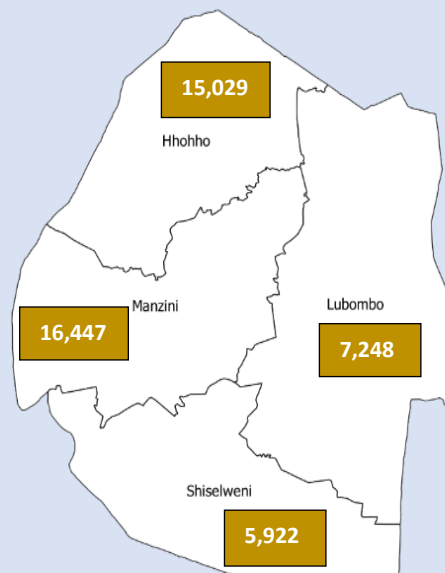 15,029
Hhohho
Manzini
16,447
Lubombo
7,248
Shiselweni
5,922